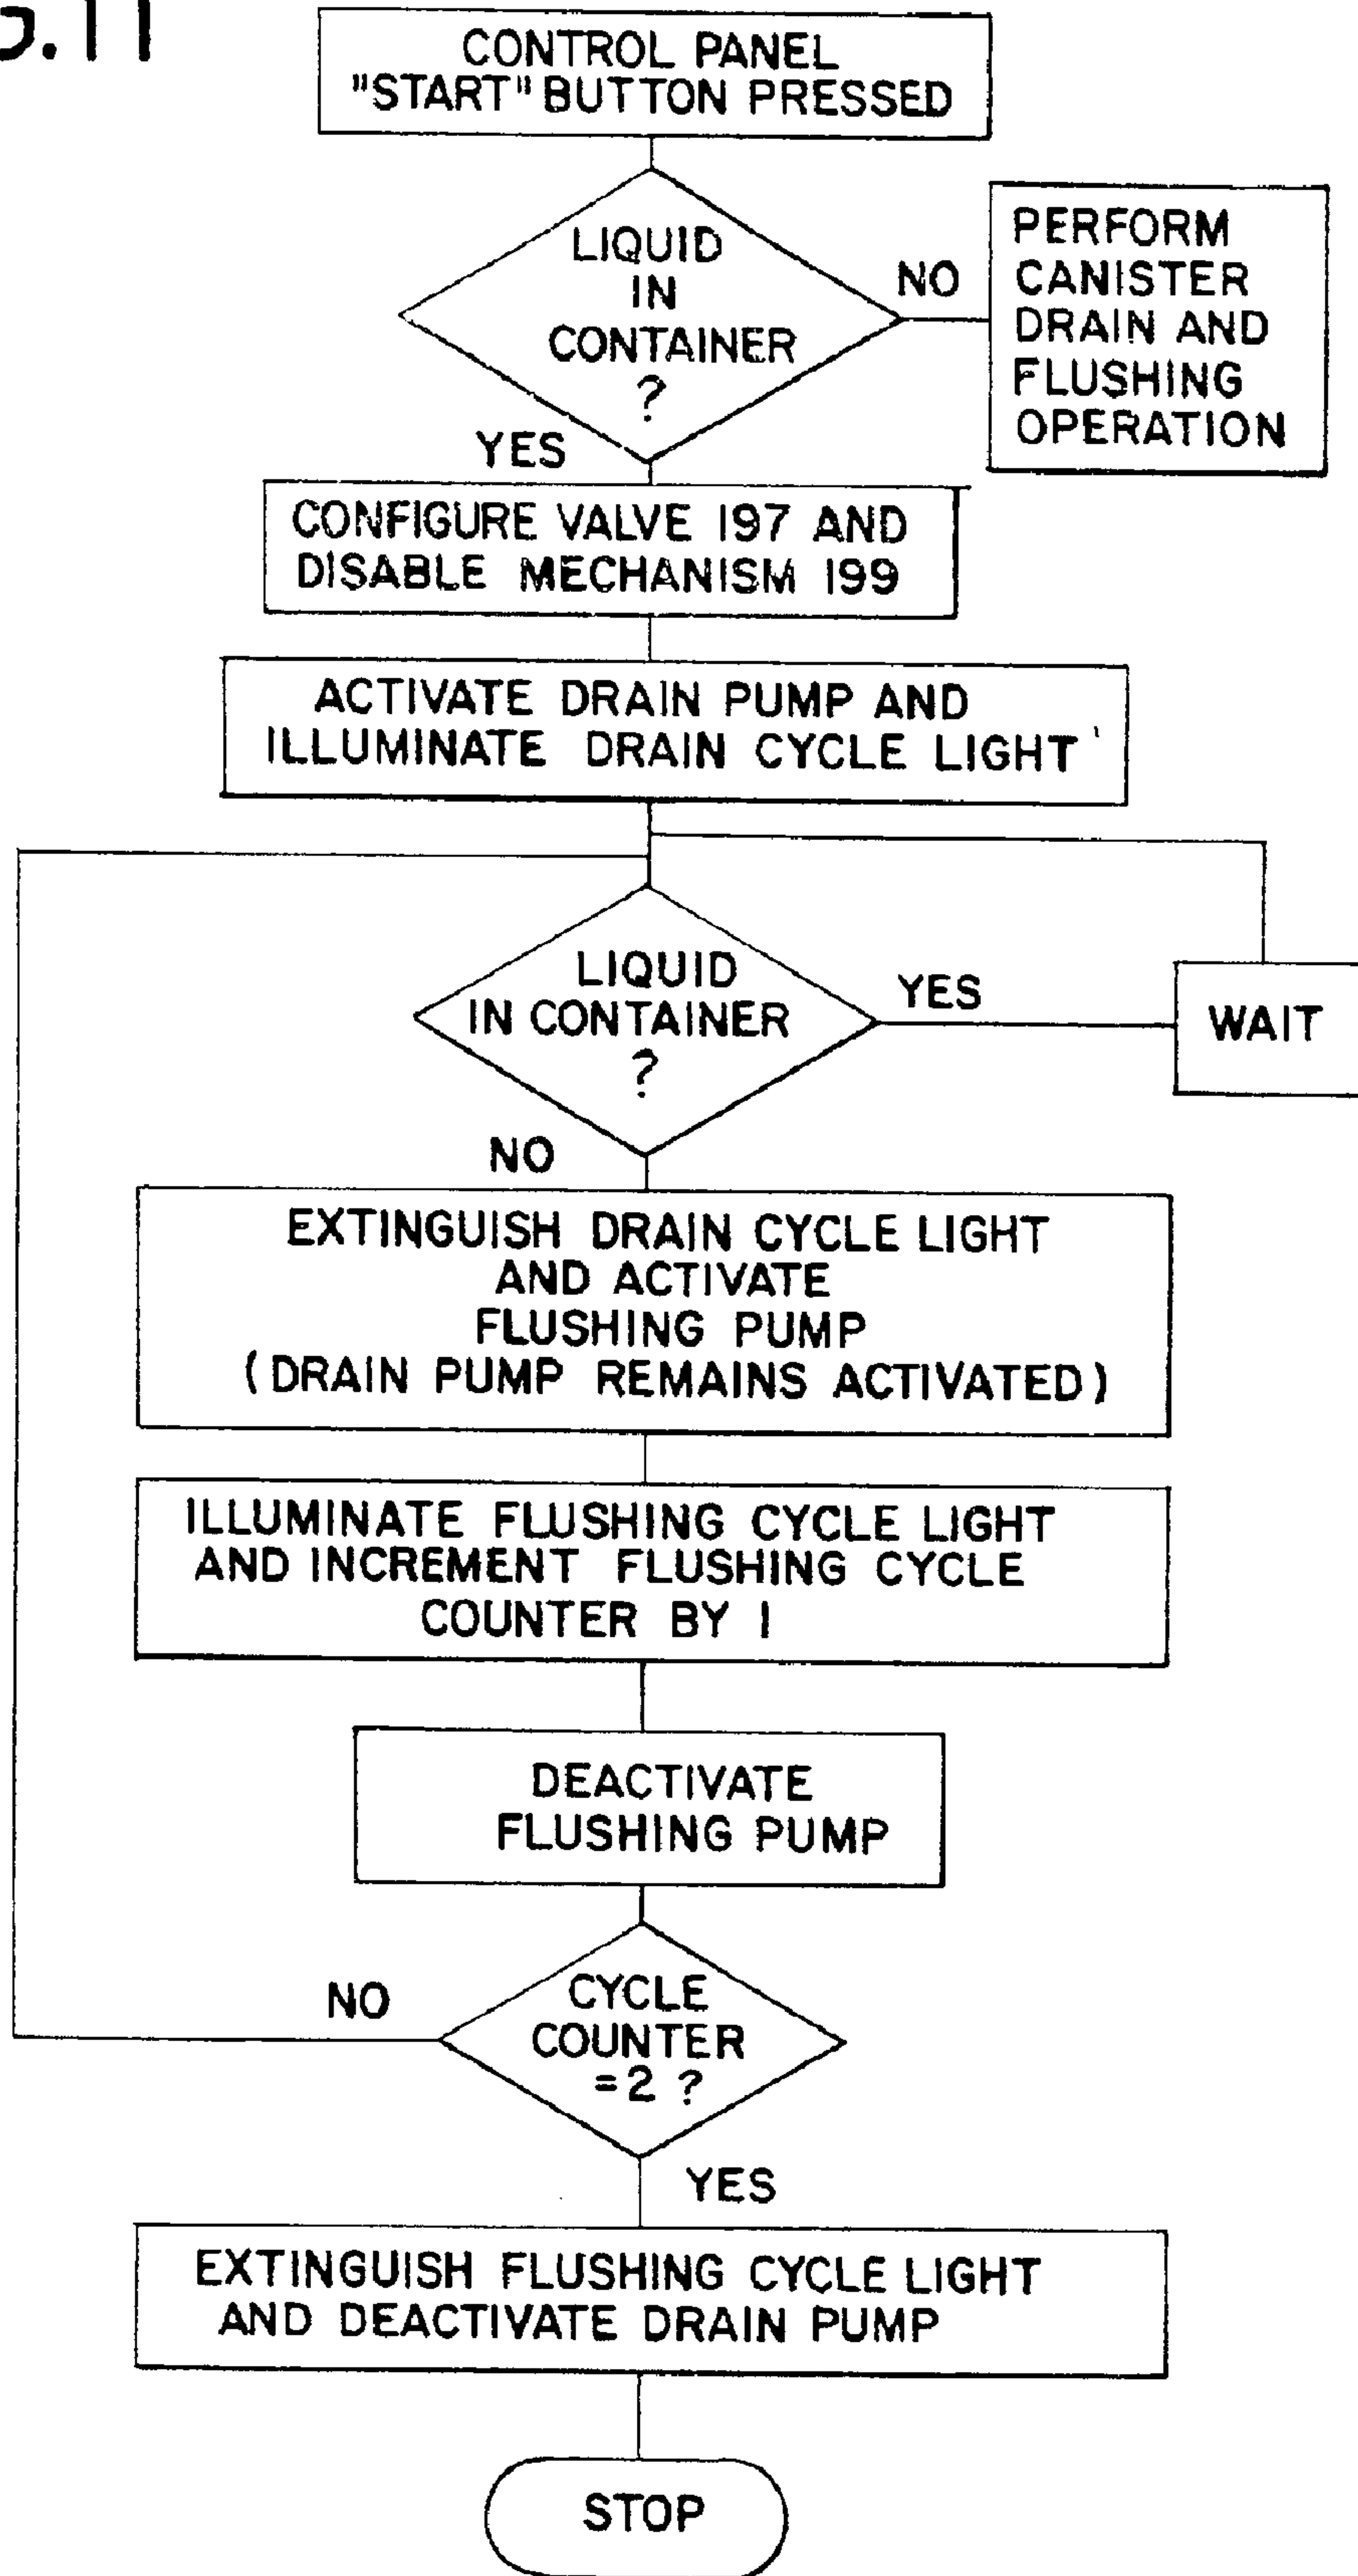 .11
CONTROL PANEL
"START" BUTTON PRESSED
LIQUID
IN
CONTAINER
?
NO
PERFORM
CANISTER
DRAIN AND
FLUSHING
OPERATION
YES
CONFIGURE VALVE 197 AND
DISABLE MECHANISM 199
ACTIVATE DRAIN PUMP AND
ILLUMINATE DRAIN CYCLE LIGHT
LIQUID
IN CONTAINER
?
YES
WAIT
NO
EXTINGUISH DRAIN CYCLE LIGHT
AND ACTIVATE
FLUSHING PUMP
(DRAIN PUMP REMAINS ACTIVATED)
ILLUMINATE FLUSHING CYCLE LIGHT
AND INCREMENT FLUSHING CYCLE
COUNTER BY 1
DEACTIVATE
FLUSHING PUMP
NO
CYCLE
COUNTER
=2 ?
YES
EXTINGUISH FLUSHING CYCLE LIGHT
AND DEACTIVATE DRAIN PUMP
STOP